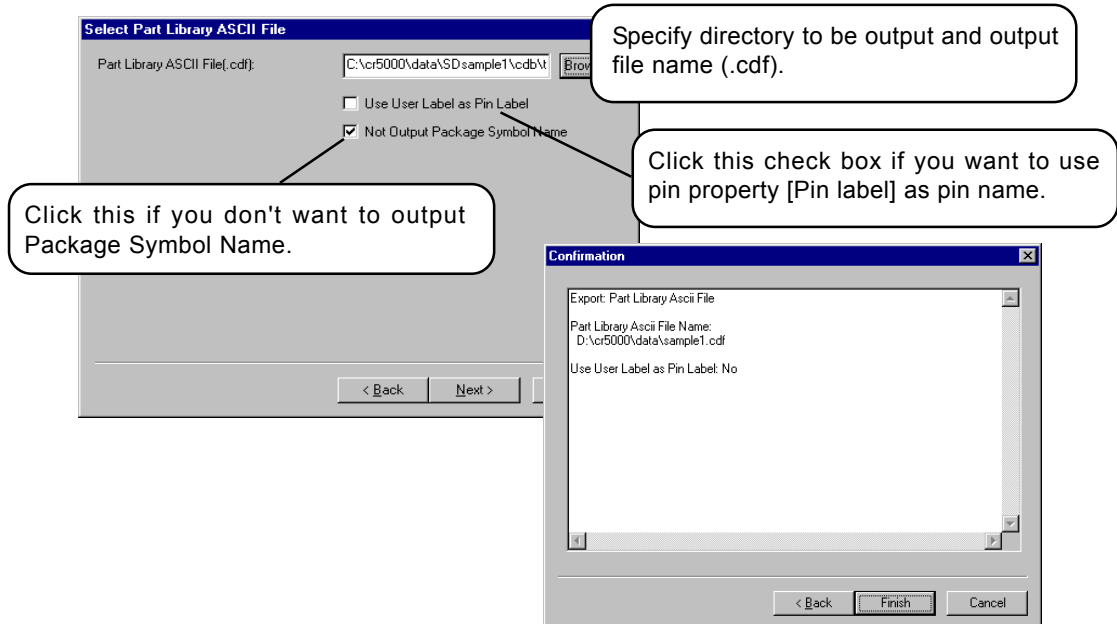 Select Part Library ASCII File
Specify directory to be output and output
file name (.cdf).
Part Library ASCII File(.cdf):
C:\cr5000\data\SDsample1\cdb\t
Use User Label as Pin Label
Not Output Package Symbol Name
Click this check box if you want to use
pin property [Pin label] as pin name.
Click this if you don't want to output
Package Symbol Name.
< Back
Next >
Confirmation
Export: Part Library Ascii File
Part Library Ascii File Name:
D:\cr5000\data\sample1.cdf
Use User Label as Pin Label: No
< Back
Finish
Cancel